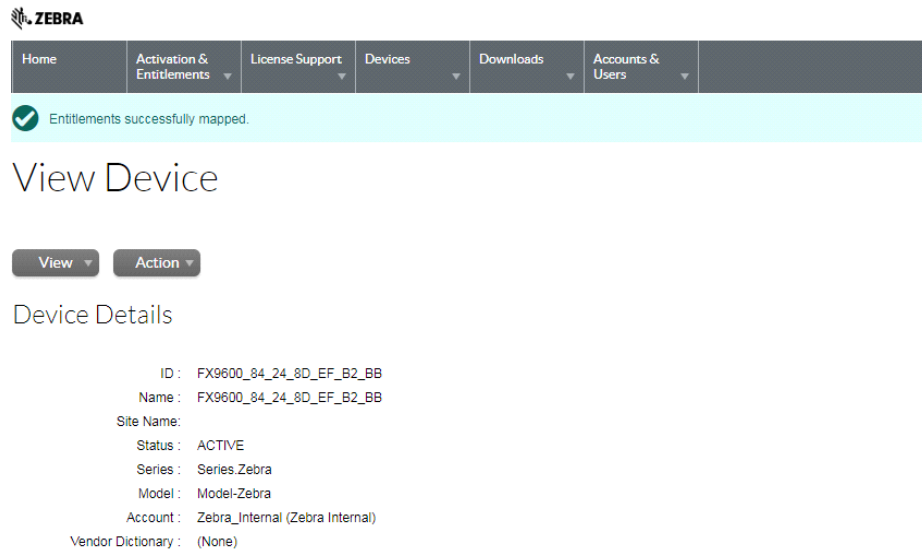 ZEBRA
Home Activation & License Support Devices Downloads Accounts &
Entitlements Users
Entitlements successfully mapped.
View Device
View Action
Device Details
ID : FX9600_84_24_8D_EF_B2_BB
Name : FX9600_84_24_8D_EF_B2_BB
Site Name:
Status : ACTIVE
Series : Series.Zebra
Model : Model-Zebra
Account : Zebra_Internal (Zebra Internal)
Vendor Dictionary : (None)